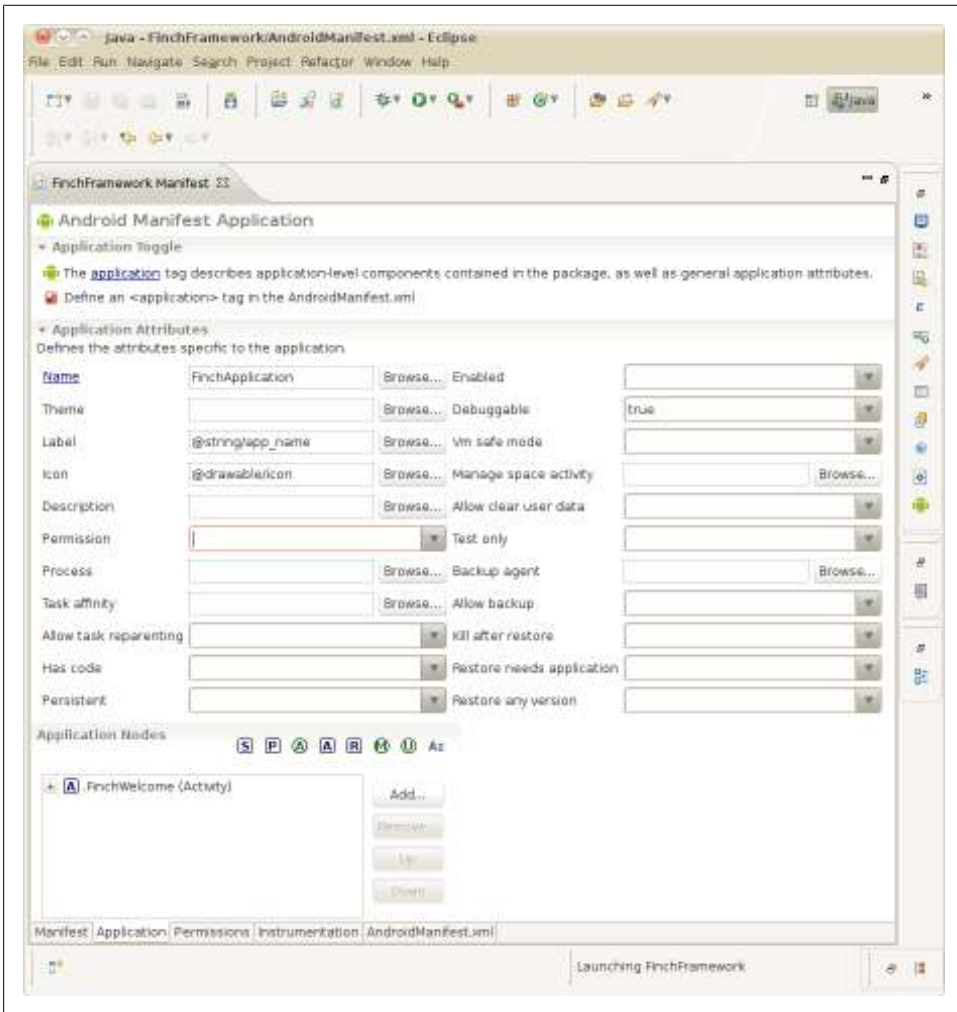 Java - FinchFramework/AndroidManifest.xml - Eclipse
File Edit Run Navigate Search Project Refactor Window Help
Java
FinchFramework Manifest
Android Manifest Application
Application Toggle
The application tag describes application-level components contained in the package, as well as general application attributes.
Define an <application> tag in the AndroidManifest.xml
Application Attributes
Defines the attributes specific to the application.
Name FinchApplication Browse... Enabled
Theme Browse... Debuggable true
Label @string/app_name Browse... Vm safe mode
Icon @drawable/icon Browse... Manage space activity Browse...
Description Browse... Allow clear user data
Permission Test only
Process Browse... Backup agent Browse...
Task affinity Browse... Allow backup
Allow task reparenting Kill after restore
Has code Restore needs application
Persistent Restore any version
Application Nodes S P A A R M U Az
A .FinchWelcome (Activity)
Add...
Remove...
Up
Down
Manifest Application Permissions Instrumentation AndroidManifest.xml
Launching FinchFramework